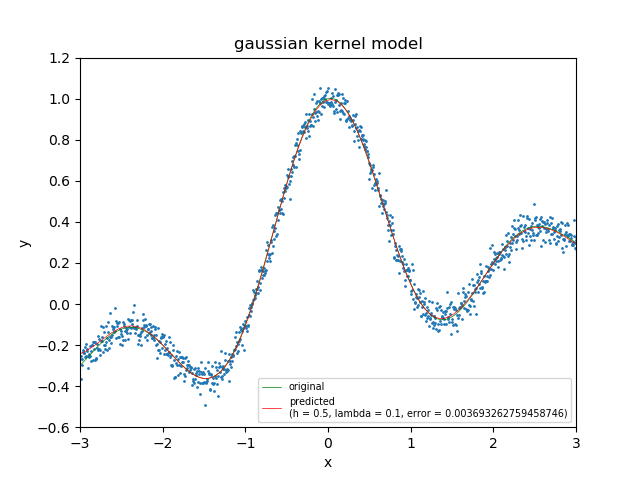 gaussian kernel model
1.2
1.0
0.8
0.6
0.4
0.2
0.0
−0.2
−0.4
−0.6
y
original
predicted
(h = 0.5, lambda = 0.1, error = 0.003693262759458746)
−3 −2 −1 0 1 2 3
x